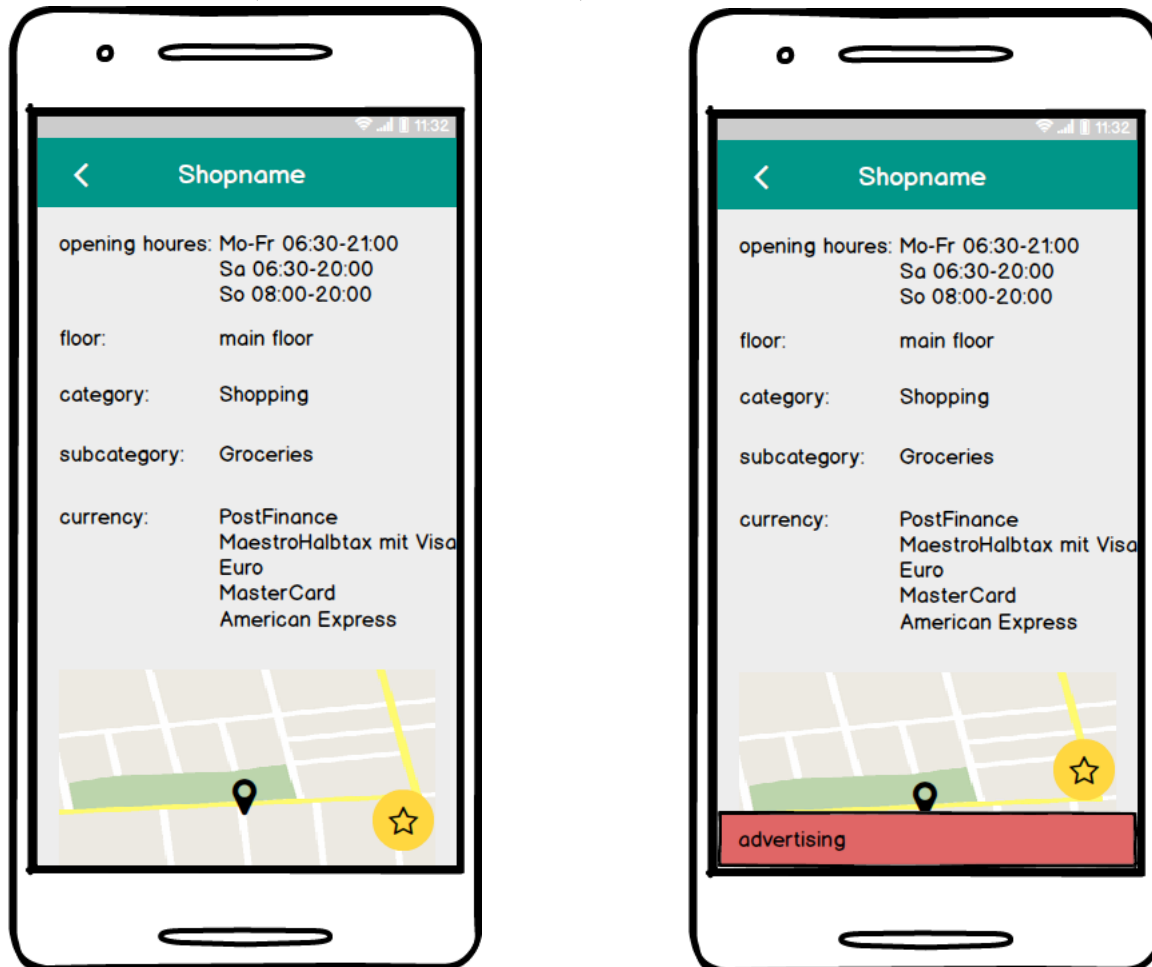 11:32
Shopname
opening houres: Mo-Fr 06:30-21:00
Sa 06:30-20:00
So 08:00-20:00
floor: main floor
category: Shopping
subcategory: Groceries
currency: PostFinance
MaestroHalbtax mit Visa
Euro
MasterCard
American Express
11:32
Shopname
opening houres: Mo-Fr 06:30-21:00
Sa 06:30-20:00
So 08:00-20:00
floor: main floor
category: Shopping
subcategory: Groceries
currency: PostFinance
MaestroHalbtax mit Visa
Euro
MasterCard
American Express
advertising